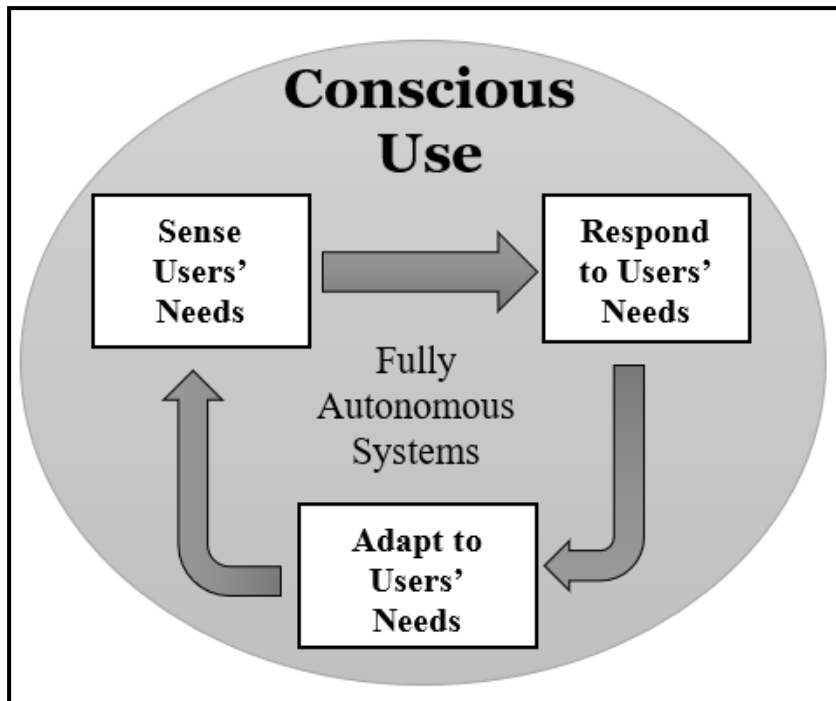 Conscious
Use
Sense
Users’
Needs
Respond
to Users’
Needs
Fully
Autonomous
Systems
Adapt to
Users’
Needs